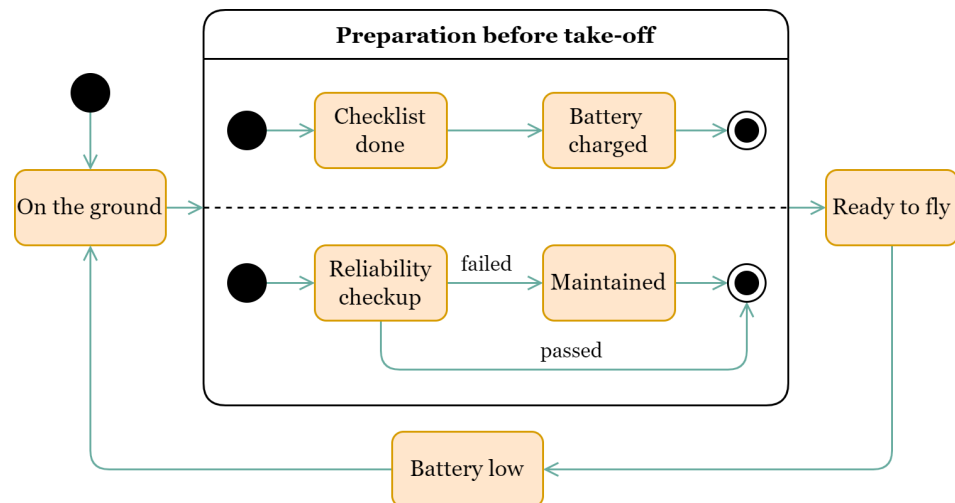 Preparation before take-off
Checklist
done
Battery
charged
On the ground
Ready to fly
Reliability
checkup
failed
Maintained
passed
Battery low